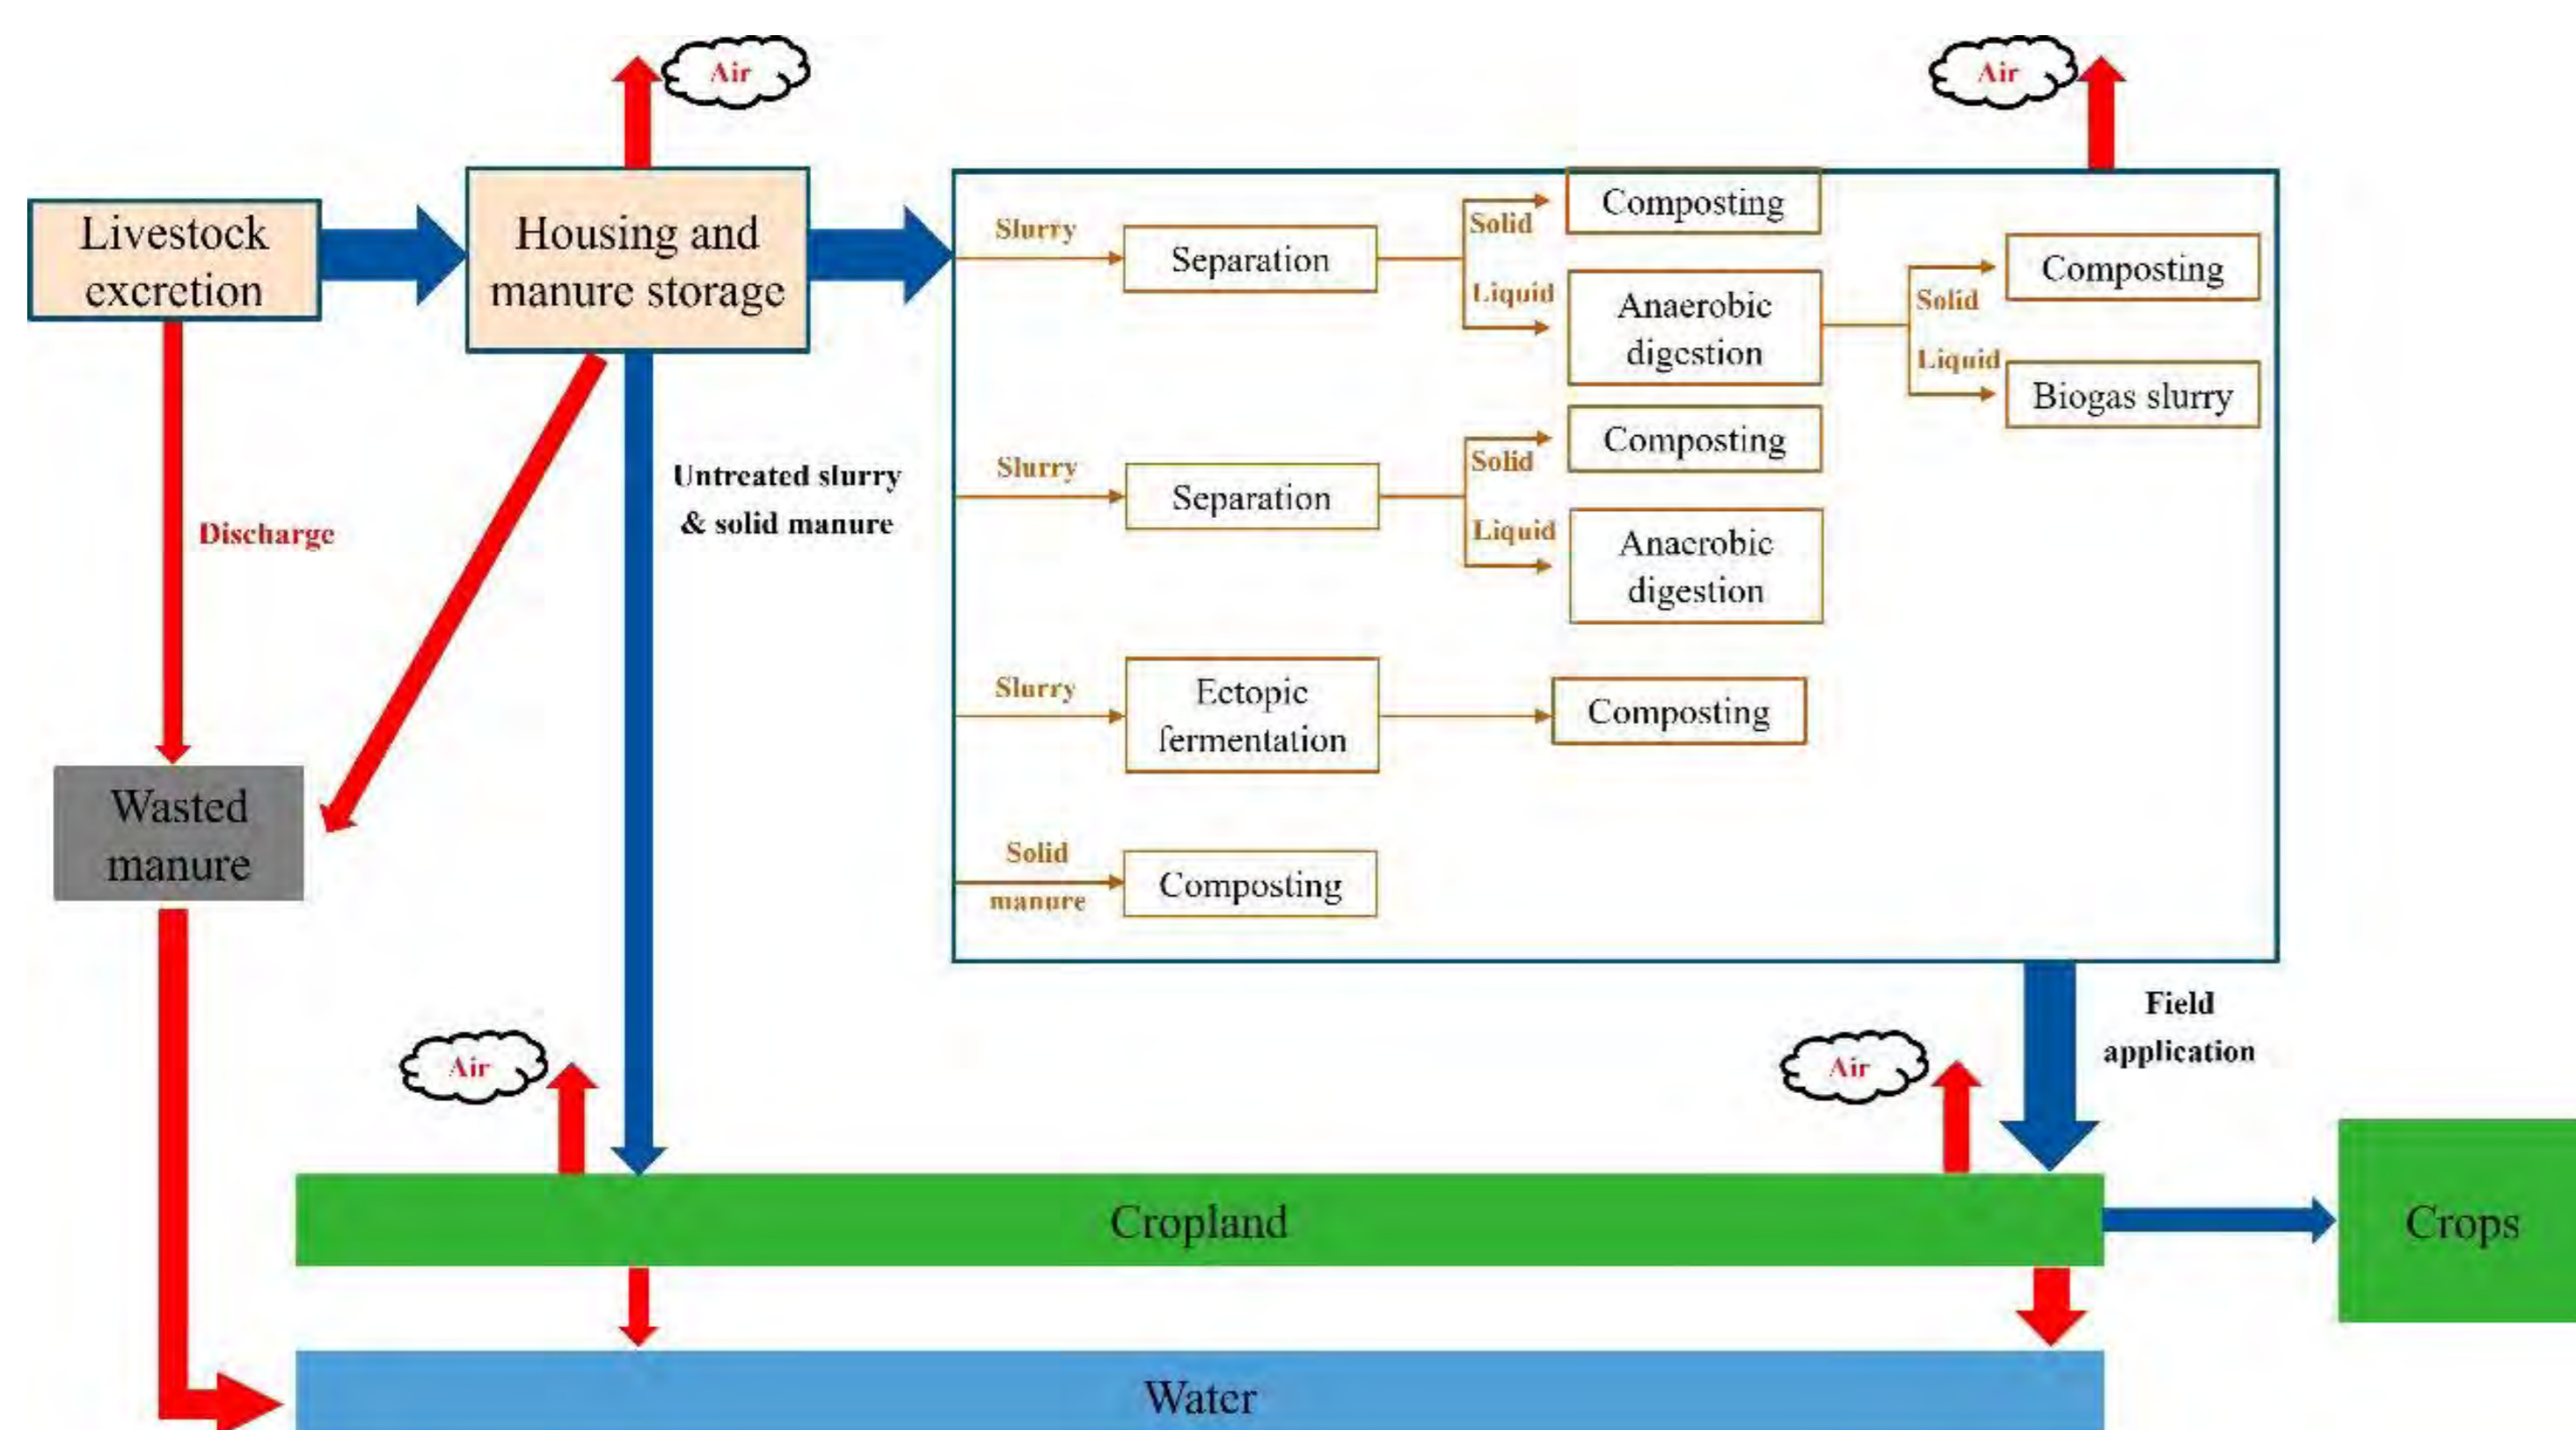 Air
Air
Livestock
excretion
Housing and
manure storage
Slurry
Separation
Solid
Composting
Liquid
Anaerobic
digestion
Solid
Composting
Liquid
Biogas slurry
Slurry
Separation
Solid
Composting
Liquid
Anaerobic
digestion
Untreated slurry
& solid manure
Discharge
Slurry
Ectopic
fermentation
Composting
Wasted
manure
Solid
manure
Composting
Field
application
Air
Air
Cropland
Crops
Water